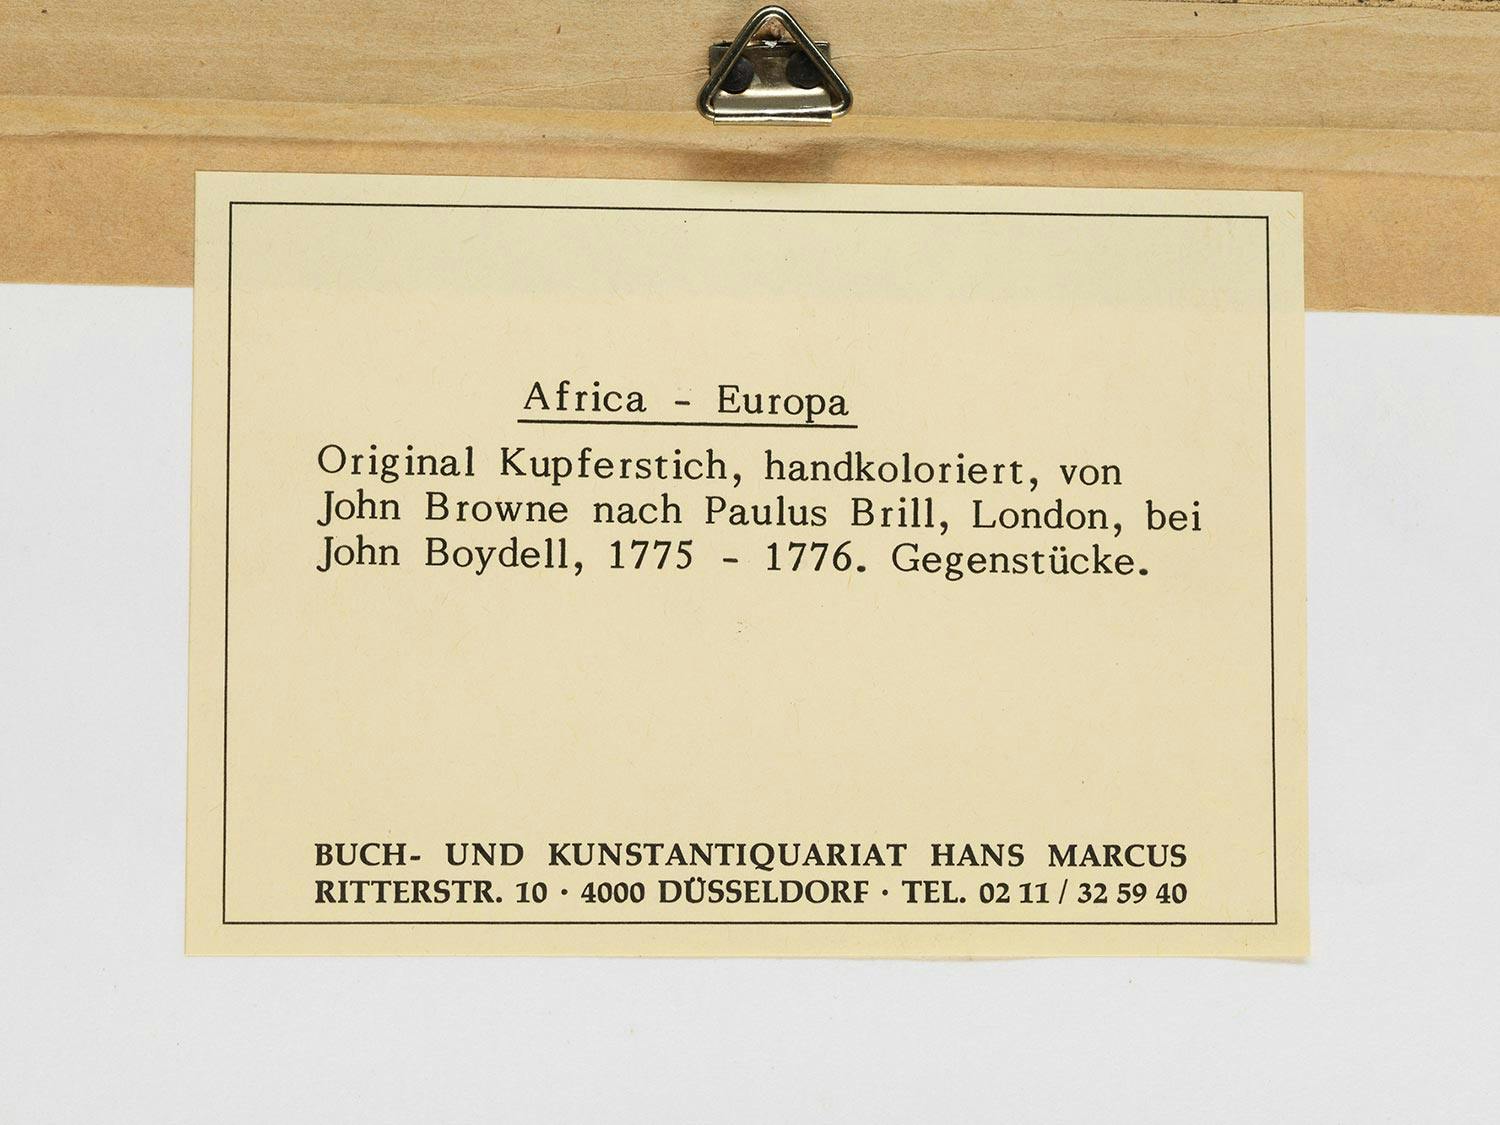 Africa - Europa
Original Kupferstich, handkoloriert, von
John Browne nach Paulus Brill, London, bei
John Boydell, 1775 - 1776. Gegenstücke.
BUCH- UND KUNSTANTIQUARIAT HANS MARCUS
RITTERSTR. 10 · 4000 DÜSSELDORF · TEL. 02 11 / 32 59 40